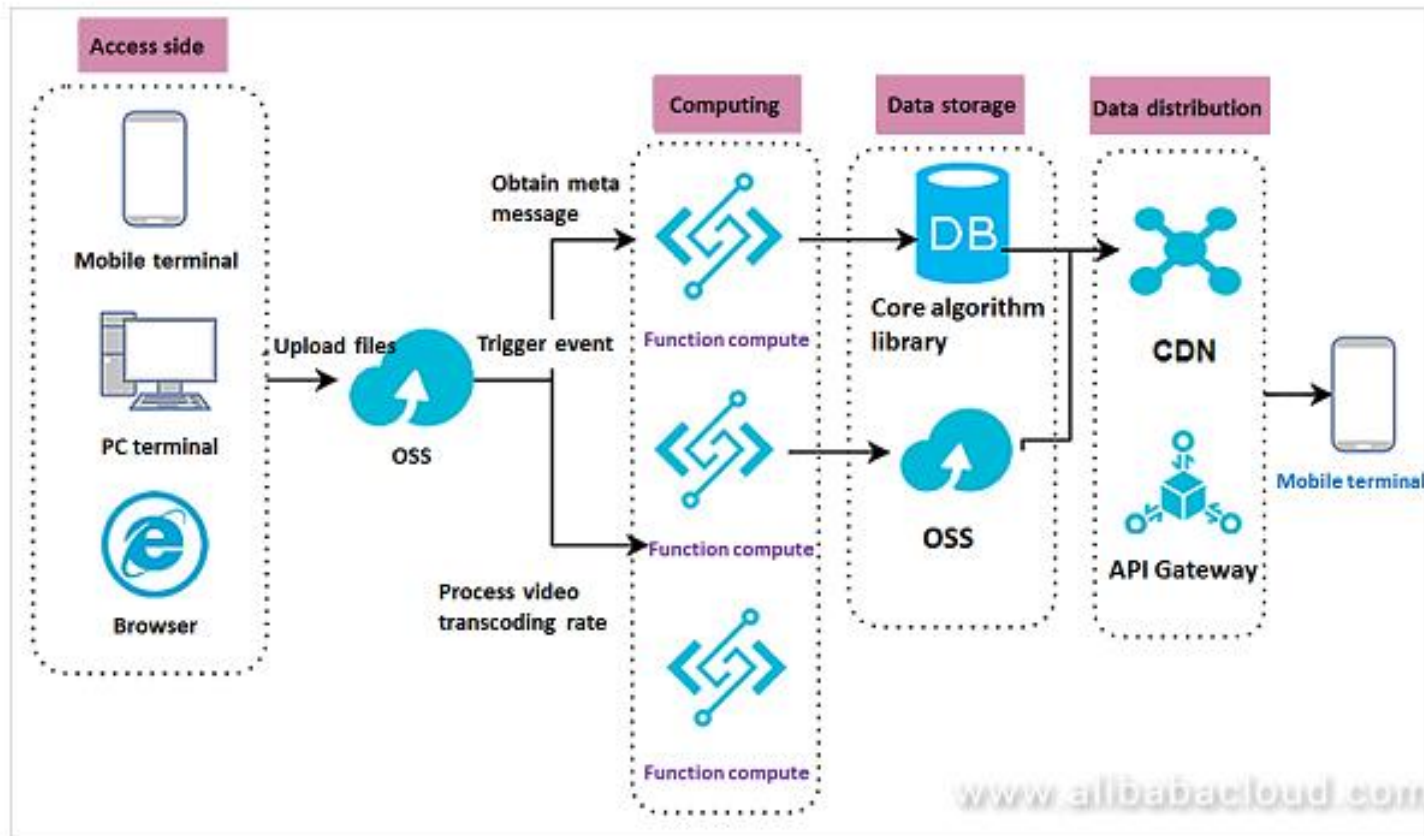 Access side
Mobile terminal
PC terminal
Browser
Upload files
OSS
Trigger event
Obtain meta
message
Process video
transcoding rate
Computing
Function compute
Function compute
Function compute
Data storage
DB
Core algorithm
library
OSS
Data distribution
CDN
API Gateway
Mobile terminal
www.alibabacloud.com